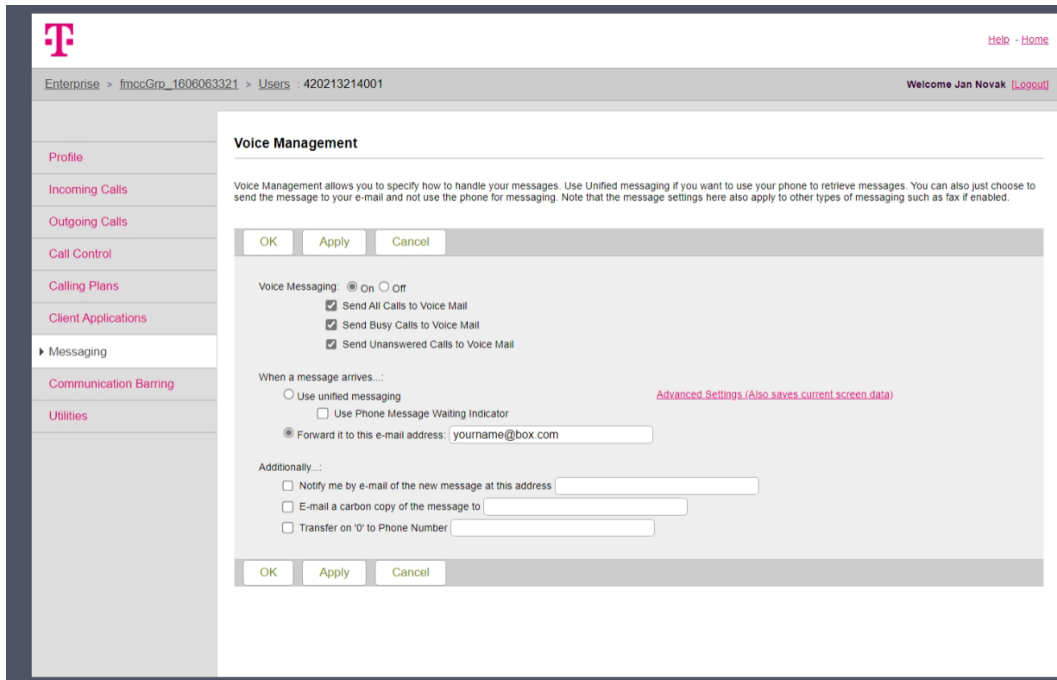 T
Help - Home
Enterprise > fmccGrp_1606063321 > Users : 420213214001
Welcome Jan Novak [Logout]
Profile
Incoming Calls
Outgoing Calls
Call Control
Calling Plans
Client Applications
Messaging
Communication Barring
Utilities
Voice Management
Voice Management allows you to specify how to handle your messages. Use Unified messaging if you want to use your phone to retrieve messages. You can also just choose to
send the message to your e-mail and not use the phone for messaging. Note that the message settings here also apply to other types of messaging such as fax if enabled.
OK Apply Cancel
Voice Messaging: On Off
Send All Calls to Voice Mail
Send Busy Calls to Voice Mail
Send Unanswered Calls to Voice Mail
When a message arrives...:
Use unified messaging
Advanced Settings (Also saves current screen data)
Use Phone Message Waiting Indicator
Forward it to this e-mail address: yourname@box.com
Additionally...:
Notify me by e-mail of the new message at this address
E-mail a carbon copy of the message to
Transfer on '0' to Phone Number
OK Apply Cancel